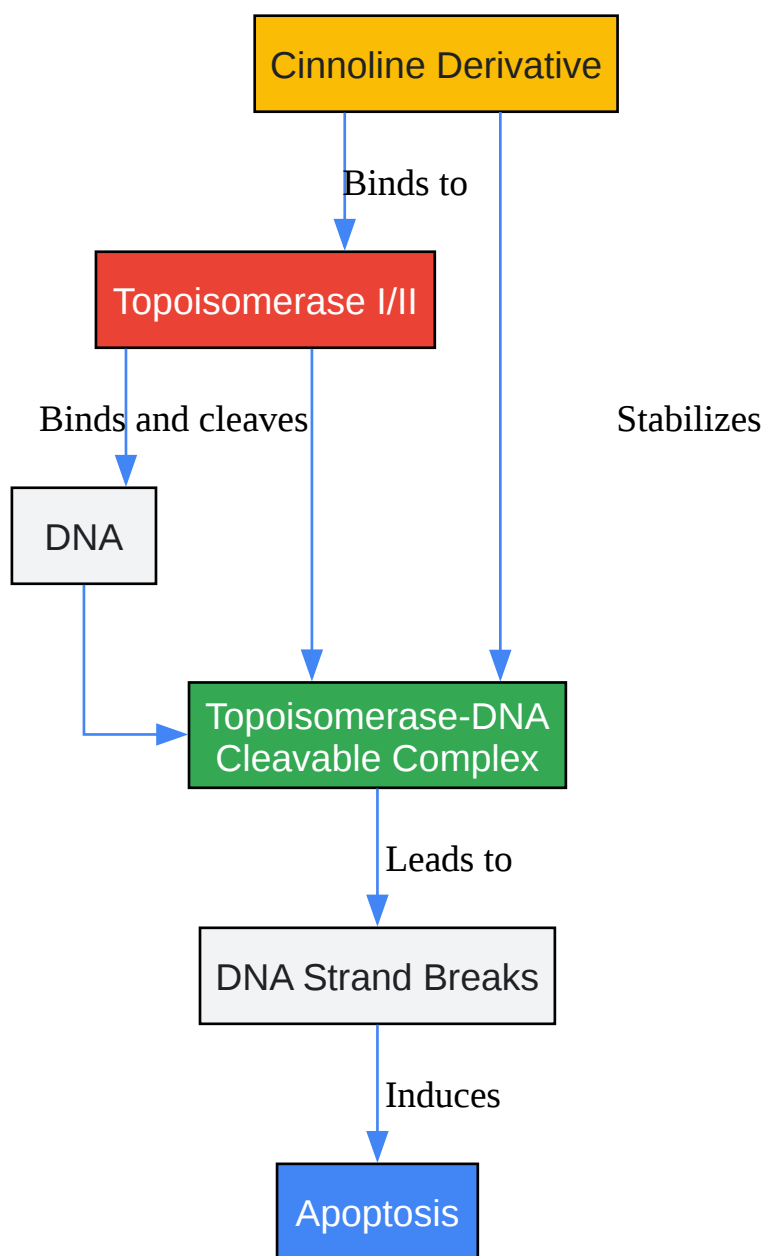 Cinnoline Derivative
Binds to
Topoisomerase I/II
Binds and cleaves
Stabilizes
DNA
Topoisomerase-DNA
Cleavable Complex
Leads to
DNA Strand Breaks
Induces
Apoptosis